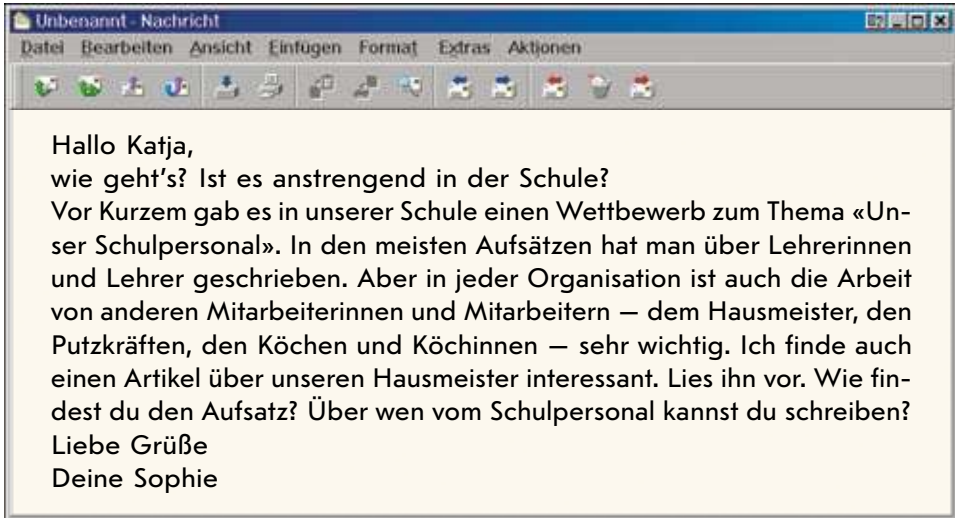 Unbenannt - Nachricht
Datei Bearbeiten Ansicht Einfügen Format Extras Aktionen
Hallo Katja,
wie geht's? Ist es anstrengend in der Schule?
Vor Kurzem gab es in unserer Schule einen Wettbewerb zum Thema «Un-
ser Schulpersonal». In den meisten Aufsätzen hat man über Lehrerinnen
und Lehrer geschrieben. Aber in jeder Organisation ist auch die Arbeit
von anderen Mitarbeiterinnen und Mitarbeitern — dem Hausmeister, den
Putzkräften, den Köchen und Köchinnen — sehr wichtig. Ich finde auch
einen Artikel über unseren Hausmeister interessant. Lies ihn vor. Wie fin-
dest du den Aufsatz? Über wen vom Schulpersonal kannst du schreiben?
Liebe Grüße
Deine Sophie